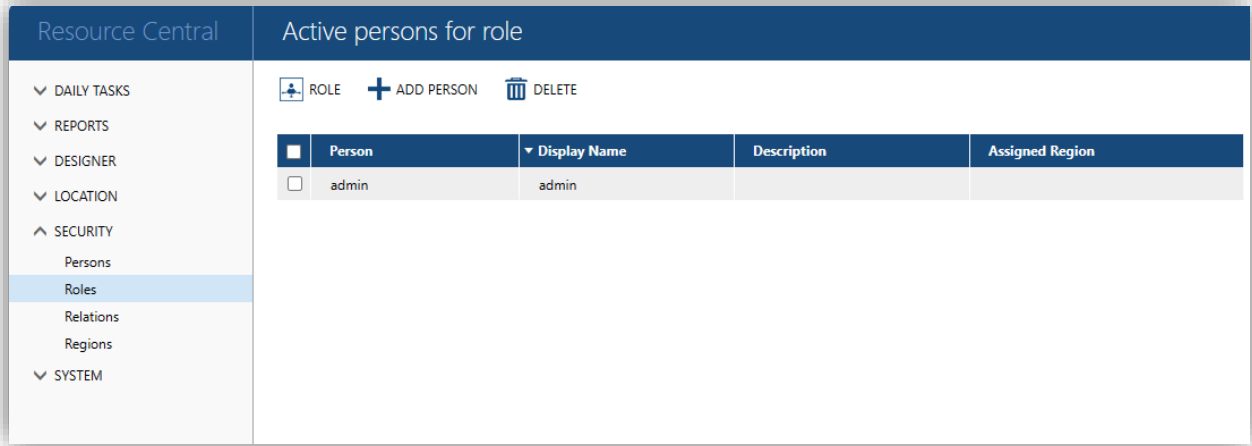 Resource Central
Active persons for role
DAILY TASKS
REPORTS
DESIGNER
LOCATION
SECURITY
Persons
Roles
Relations
Regions
SYSTEM
ROLE ADD PERSON DELETE
Person Display Name Description Assigned Region
admin admin